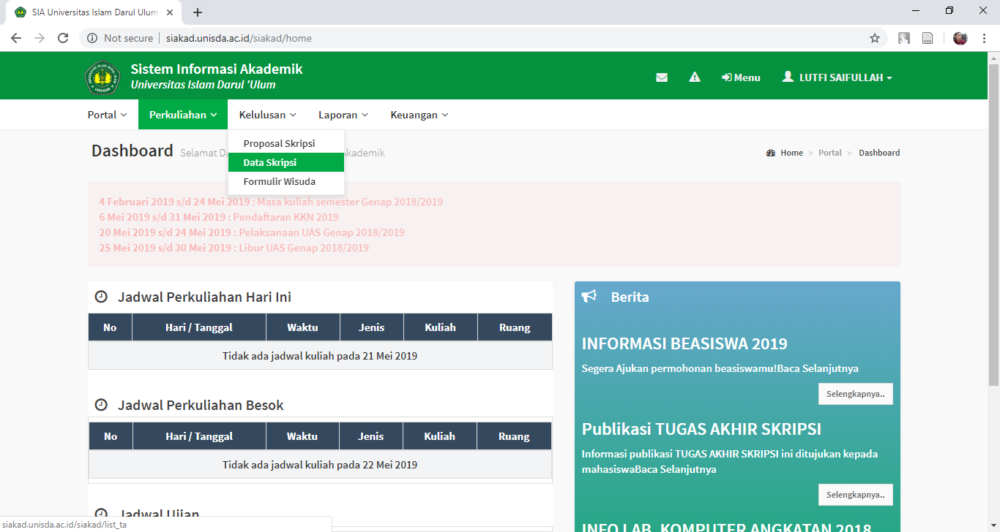 SIA Universitas Islam Darul Ulum
Not secure
siakad.unisda.ac.id/siakad/home
Sistem Informasi Akademik
Universitas Islam Darul 'Ulum
Menu
LUTFI SAIFULLAH
Portal
Perkuliahan
Kelulusan
Laporan
Keuangan
Proposal Skripsi
Data Skripsi
Formulir Wisuda
Dashboard
Selamat Da
kademik
Home > Portal > Dashboard
4 Februari 2019 s/d 24 Mei 2019 : Masa kuliah semester Genap 2018/2019
6 Mei 2019 s/d 31 Mei 2019 : Pendaftaran KKN 2019
20 Mei 2019 s/d 24 Mei 2019 : Pelaksanaan UAS Genap 2018/2019
25 Mei 2019 s/d 30 Mei 2019 : Libur UAS Genap 2018/2019
Jadwal Perkuliahan Hari Ini
No Hari / Tanggal Waktu Jenis Kuliah Ruang
Tidak ada jadwal kuliah pada 21 Mei 2019
Jadwal Perkuliahan Besok
No Hari / Tanggal Waktu Jenis Kuliah Ruang
Tidak ada jadwal kuliah pada 22 Mei 2019
Jadwal Ujian
Berita
INFORMASI BEASISWA 2019
Segera Ajukan permohonan beasiswamu!Baca Selanjutnya
Selengkapnya..
Publikasi TUGAS AKHIR SKRIPSI
Informasi publikasi TUGAS AKHIR SKRIPSI ini ditujukan kepada
mahasiswaBaca Selanjutnya
Selengkapnya..
INFO LAB. KOMPUTER ANGKATAN 2018
siakad.unisda.ac.id/siakad/list_ta